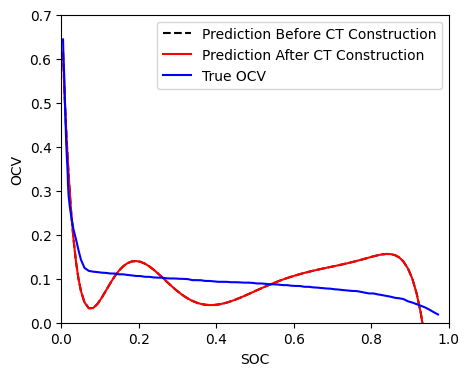 0.7
0.6
0.5
0.4
0.3
0.2
0.1
0.0
OCV
Prediction Before CT Construction
Prediction After CT Construction
True OCV
0.0 0.2 0.4 0.6 0.8 1.0
SOC